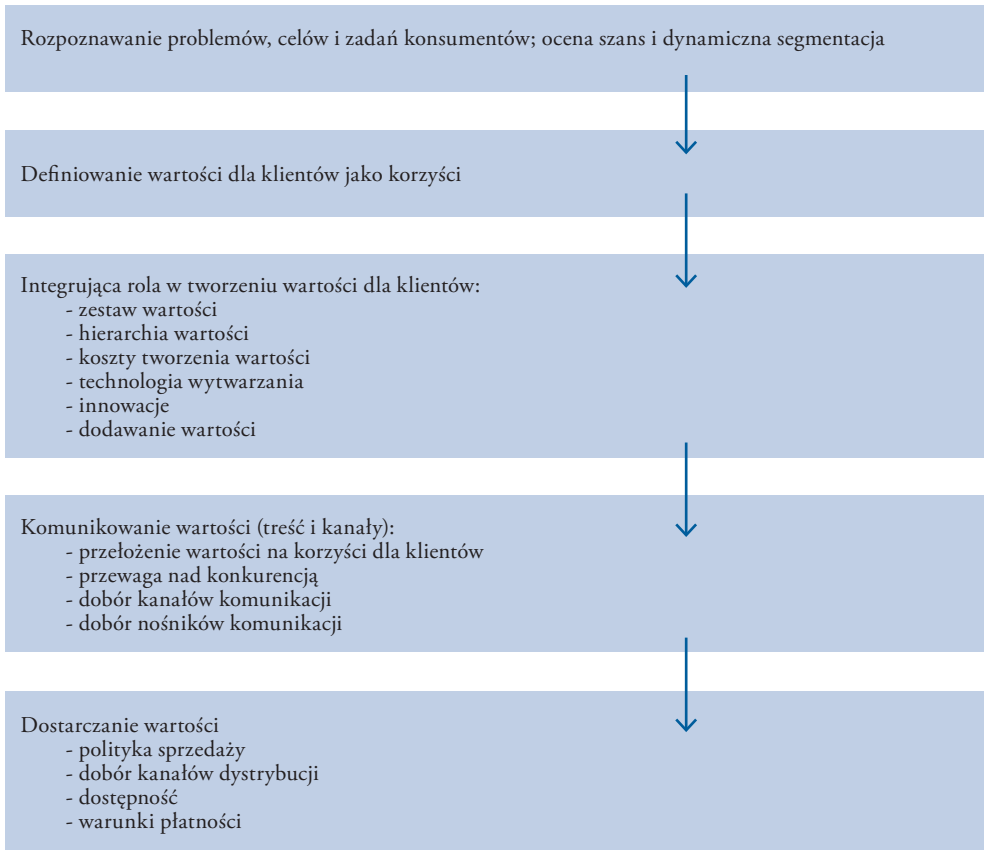 Rozpoznawanie problemów, celów i zadań konsumentów; ocena szans i dynamiczna segmentacja
Definiowanie wartości dla klientów jako korzyści
Integrująca rola w tworzeniu wartości dla klientów:
- zestaw wartości
- hierarchia wartości
- koszty tworzenia wartości
- technologia wytwarzania
- innowacje
- dodawanie wartości
Komunikowanie wartości (treść i kanały):
- przełożenie wartości na korzyści dla klientów
- przewaga nad konkurencją
- dobór kanałów komunikacji
- dobór nośników komunikacji
Dostarczanie wartości
- polityka sprzedaży
- dobór kanałów dystrybucji
- dostępność
- warunki płatności